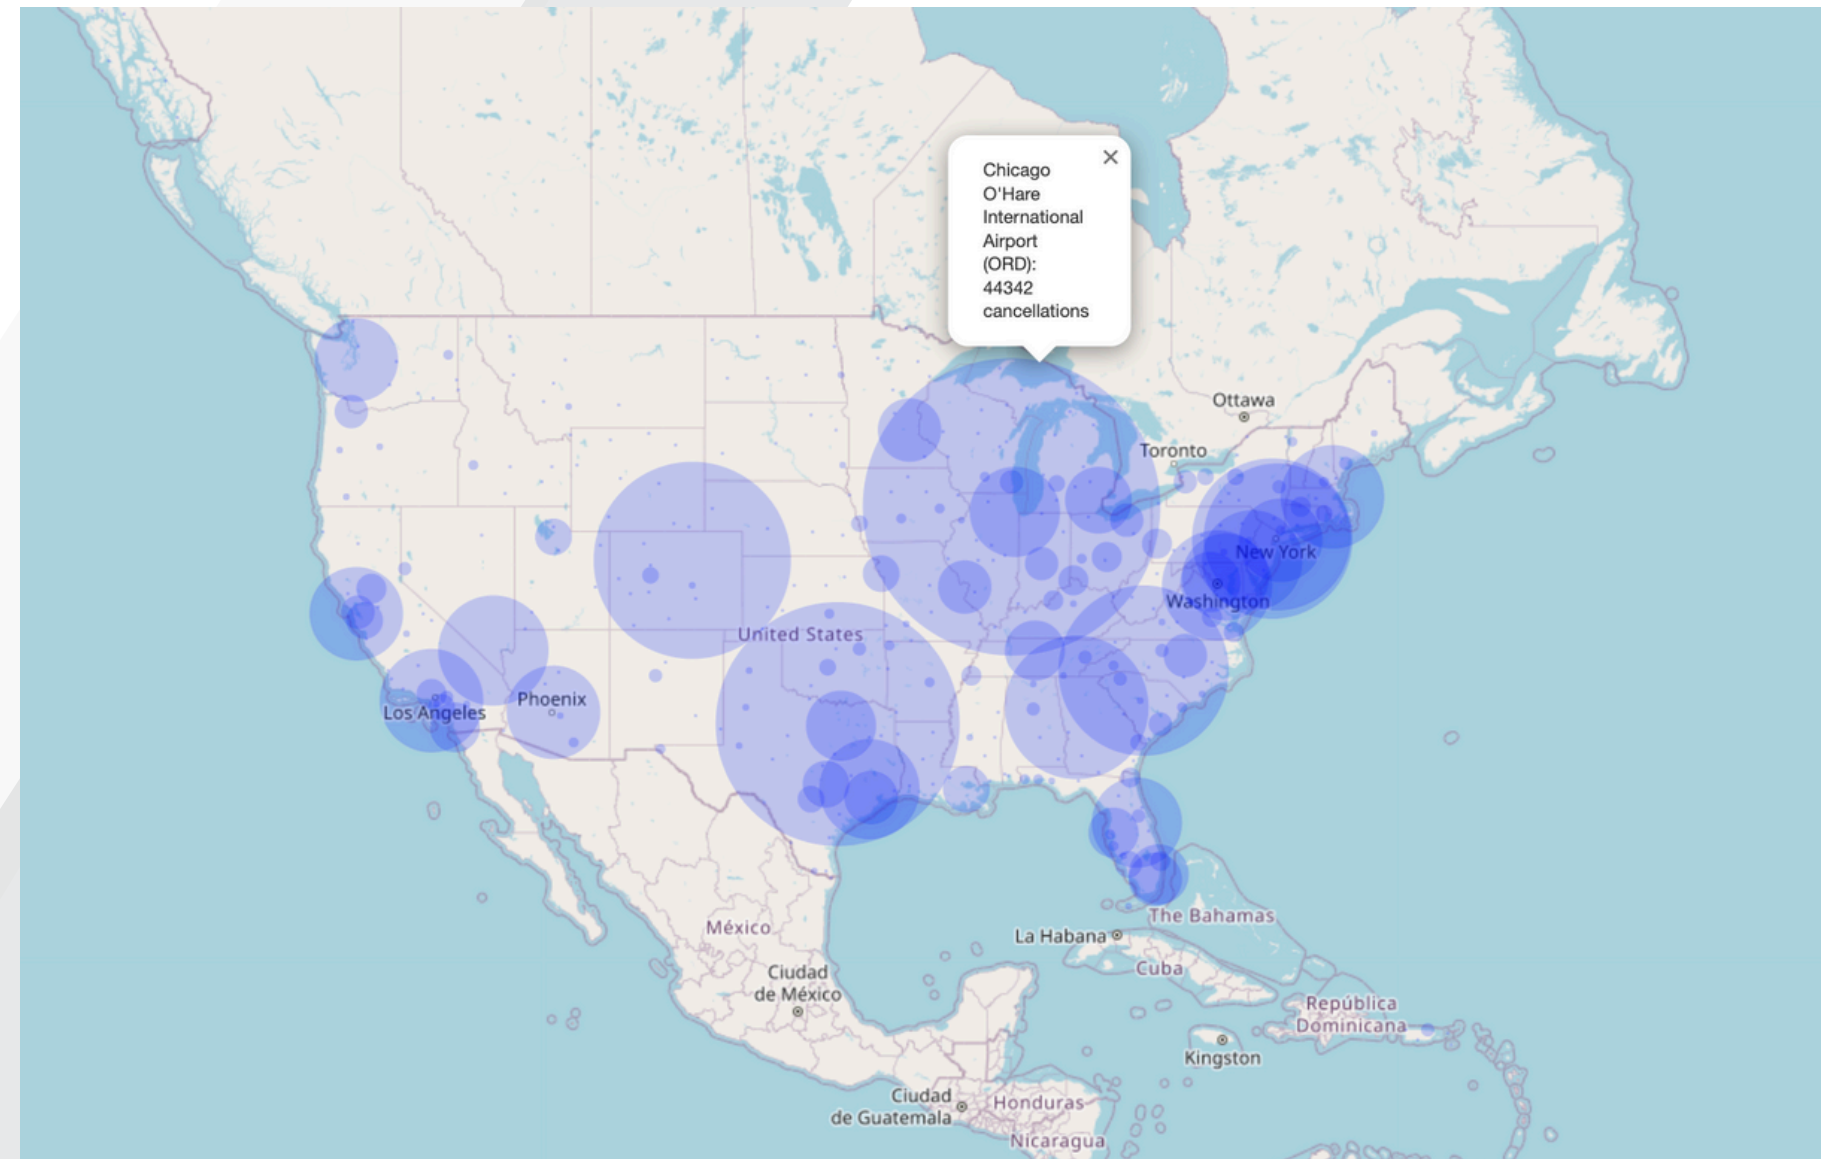 Chicago
O'Hare
International
Airport
(ORD):
44342
cancellations
Ottawa
Toronto
New York
Washington
United States
Phoenix
Los Angeles
The Bahamas
La Habana
México
Cuba
Ciudad
de México
República
Dominicana
Kingston
Ciudad
de Guatemala
Honduras
Nicaragua